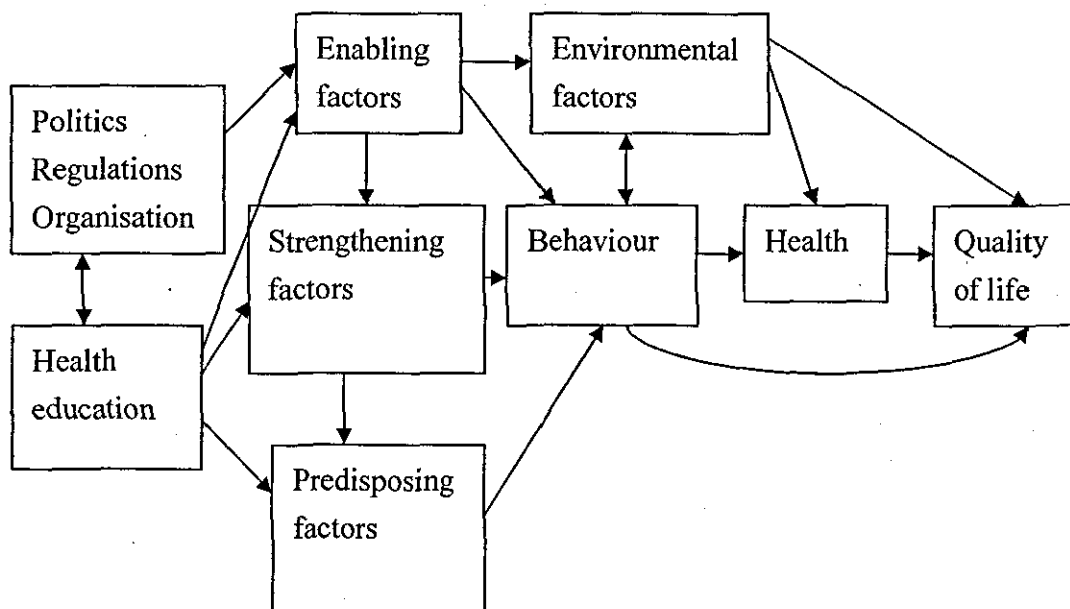 Enabling
factors
Environmental
factors
Politics
Regulations
Organisation
Strengthening
factors
Behaviour
Health
Quality
of life
Health
education
Predisposing
factors